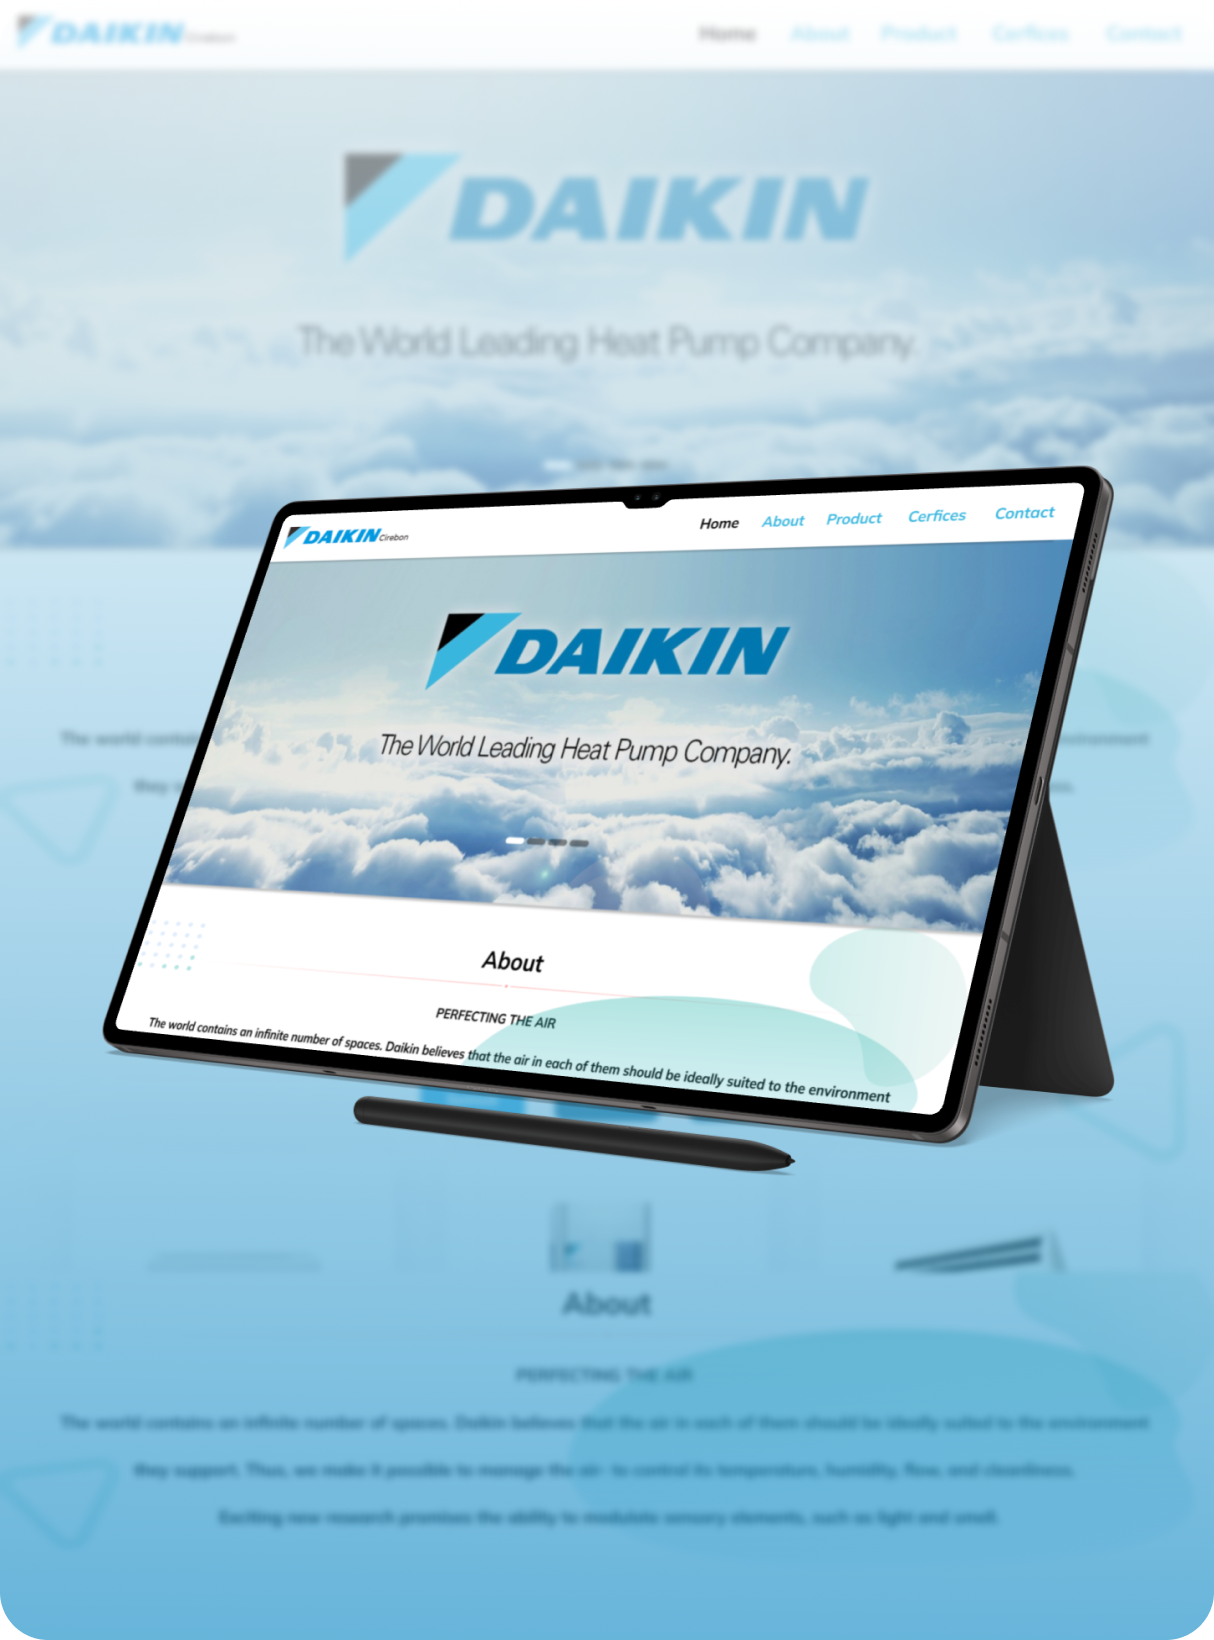 DAIKIN Cirebon
Home About Product Cerfices Contact
DAIKIN
The World Leading Heat Pump Company.
DAIKIN Cirebon
Home About Product Cerfices Contact
DAIKIN
The World Leading Heat Pump Company.
About
PERFECTING THE AIR
The world contains an infinite number of spaces. Daikin believes that the air in each of them should be ideally suited to the environment
The world contains
environment
they
About
PERFECTING THE AIR
The world contains an infinite number of spaces. Daikin believes that the air in each of them should be ideally suited to the environment
they support. Thus, we make it possible to manage the air- to control its temperature, humidity, flow, and cleanliness.
Exciting new research promises the ability to modulate sensory elements, such as light and smell.